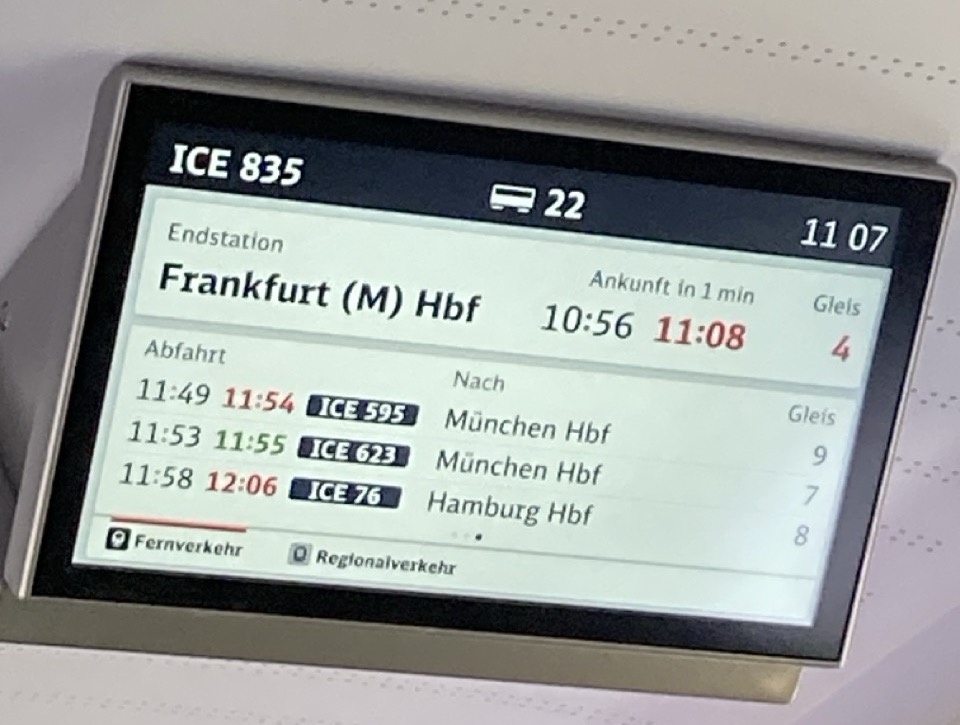 ICE 835 22 11 07
Endstation Ankunft in 1 min Gleis
Frankfurt (M) Hbf 10:56 11:08 4
Abfahrt Nach Gleis
11:49 11:54 ICE 595 München Hbf 9
11:53 11:55 ICE 623 München Hbf 7
11:58 12:06 ICE 76 Hamburg Hbf 8
Fernverkehr Regionalverkehr